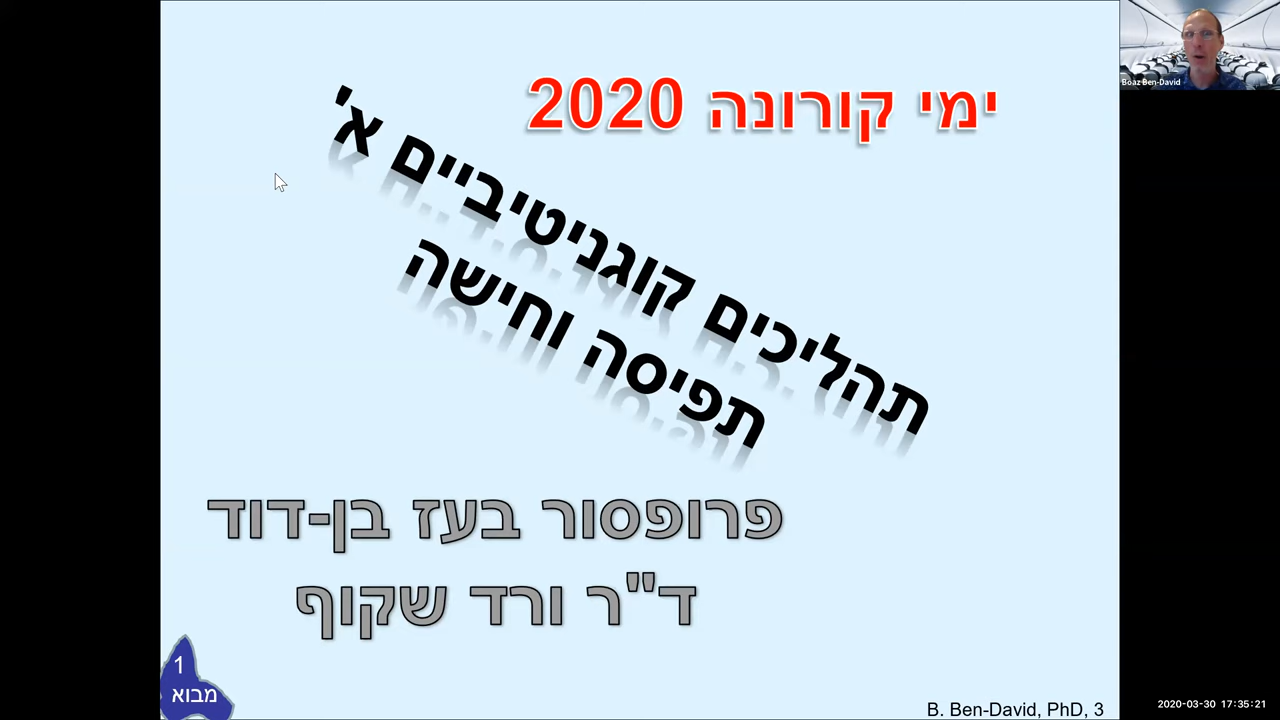 ימי קורונה 2020
תהליכים קוגניטיביים א'
תפיסה וחישה
פרופסור בעז בן-דוד
ד"ר ורד שקוף
1
מבוא
B. Ben-David, PhD, 3
Boaz Ben-David
2020-03-30 17:35:21